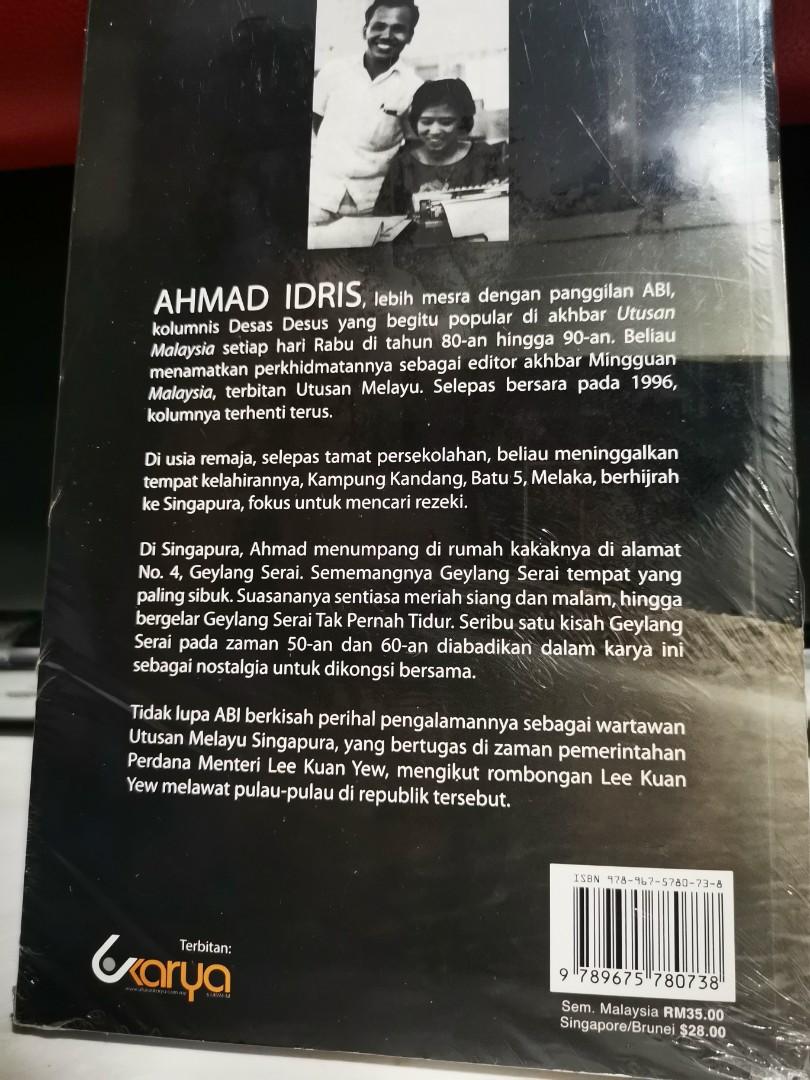 AHMAD IDRIS, lebih mesra dengan panggilan ABI,
kolumnis Desas Desus yang begitu popular di akhbar Utusan
Malaysia setiap hari Rabu di tahun 80-an hingga 90-an. Beliau
menamatkan perkhidmatannya sebagai editor akhbar Mingguan
Malaysia, terbitan Utusan Melayu. Selepas bersara pada 1996,
kolumnya terhenti terus.
Di usia remaja, selepas tamat persekolahan, beliau meninggalkan
tempat kelahirannya, Kampung Kandang, Batu 5, Melaka, berhijrah
ke Singapura, fokus untuk mencari rezeki.
Di Singapura, Ahmad menumpang di rumah kakaknya di alamat
No. 4, Geylang Serai. Sememangnya Geylang Serai tempat yang
paling sibuk. Suasananya sentiasa meriah siang dan malam, hingga
bergelar Geylang Serai Tak Pernah Tidur. Seribu satu kisah Geylang
Serai pada zaman 50-an dan 60-an diabadikan dalam karya ini
sebagai nostalgia untuk dikongsi bersama.
Tidak lupa ABI berkisah perihal pengalamannya sebagai wartawan
Utusan Melayu Singapura, yang bertugas di zaman pemerintahan
Perdana Menteri Lee Kuan Yew, mengikut rombongan Lee Kuan
Yew melawat pulau-pulau di republik tersebut.
ISBN 978-967-5780-73-8
9 789675 780738
Terbitan:
karya
Sem. Malaysia RM35.00
Singapore/Brunei $28.00